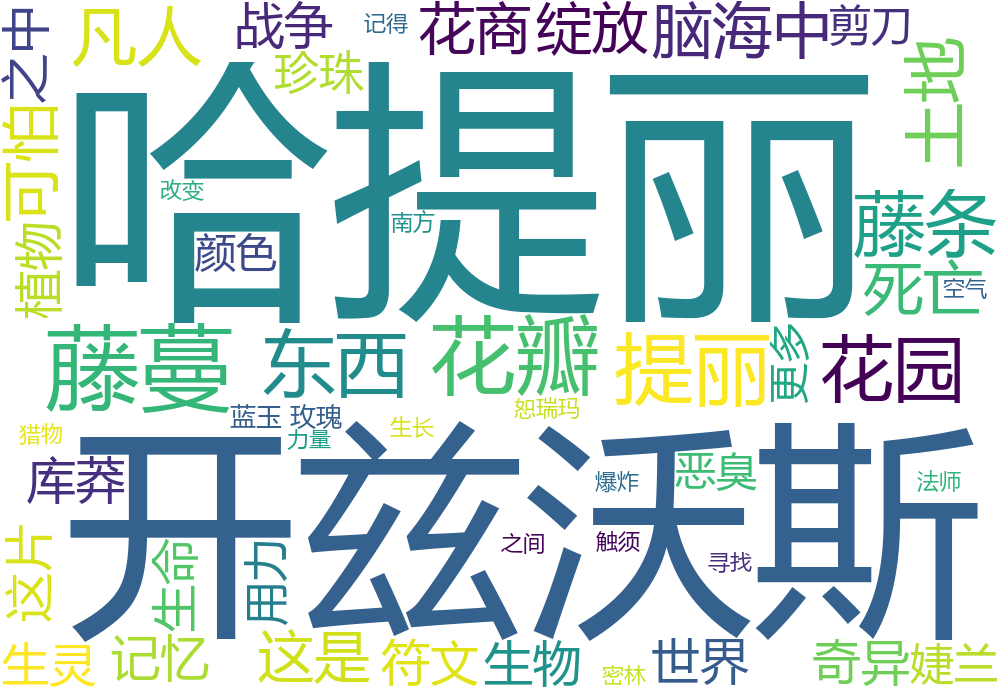 之中
凡人
战争
记得
花商
绽放
脑海中
剪刀
珍珠
土地
可怕
哈提丽
改变
南方
颜色
植物
藤条
死亡
空气
藤蔓
东西
花瓣
提丽
更多
花园
蓝玉
玫瑰
恕瑞玛
猎物
力量
生长
库莽
开兹沃斯
爆炸
恶臭
法师
这片
生命
用力
之间
触须
寻找
生灵
记忆
这是
符文
生物
密林
世界
奇异
婕兰